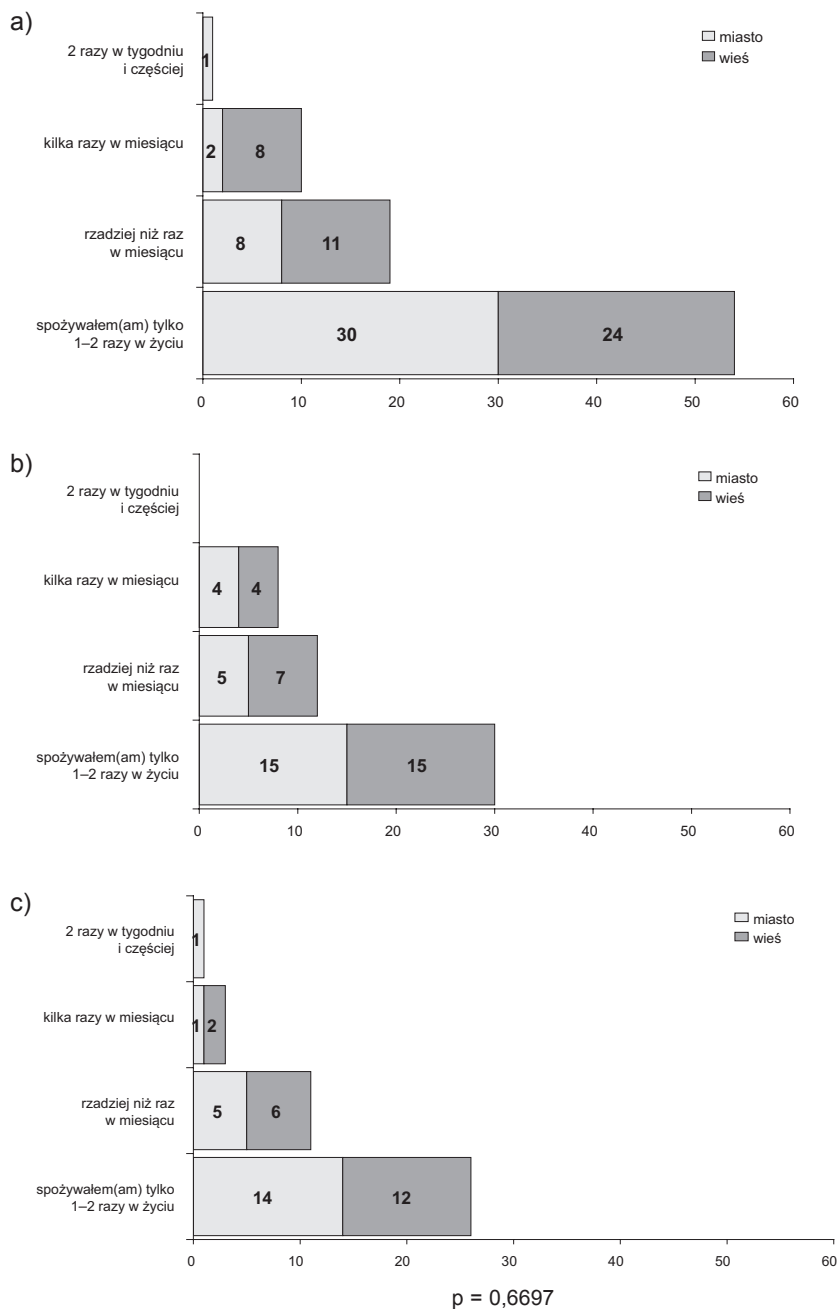 a)
miasto
wieś
2 razy w tygodniu
i częściej
1
kilka razy w miesiącu
2 8
rzadziej niż raz
w miesiącu
8 11
spożywałem(am) tylko
1–2 razy w życiu
30 24
0 10 20 30 40 50 60
b)
miasto
wieś
2 razy w tygodniu
i częściej
kilka razy w miesiącu
4 4
rzadziej niż raz
w miesiącu
5 7
spożywałem(am) tylko
1–2 razy w życiu
15 15
0 10 20 30 40 50 60
c)
miasto
wieś
2 razy w tygodniu
i częściej
1
kilka razy w miesiącu
1 2
rzadziej niż raz
w miesiącu
5 6
spożywałem(am) tylko
1–2 razy w życiu
14 12
0 10 20 30 40 50 60
p = 0,6697